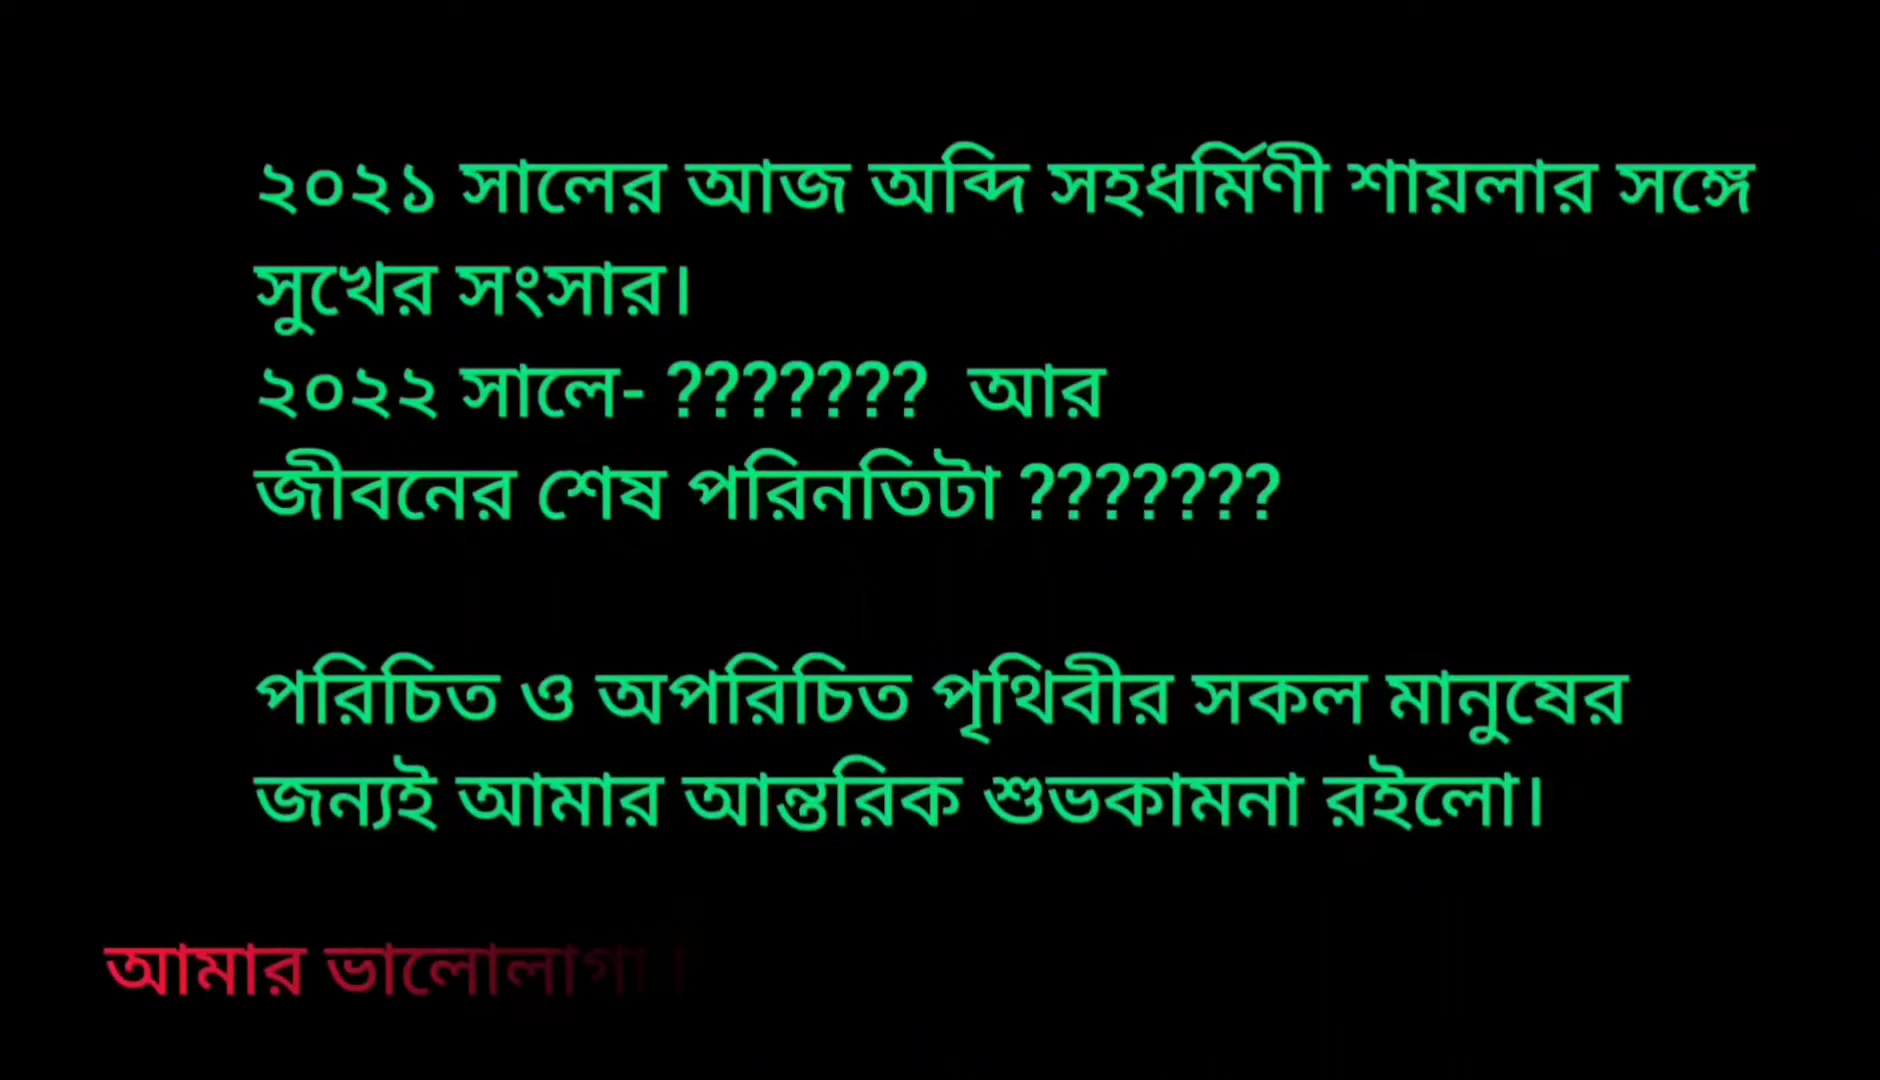 ২০২১ সালের আজ অব্দি সহধর্মিণী শায়লার সঙ্গে
সুখের সংসার।
২০২২ সালে- ??????? আর
জীবনের শেষ পরিনতিটা ???????
পরিচিত ও অপরিচিত পৃথিবীর সকল মানুষের
জন্যই আমার আন্তরিক শুভকামনা রইলো।
আমার ভালোলাগা